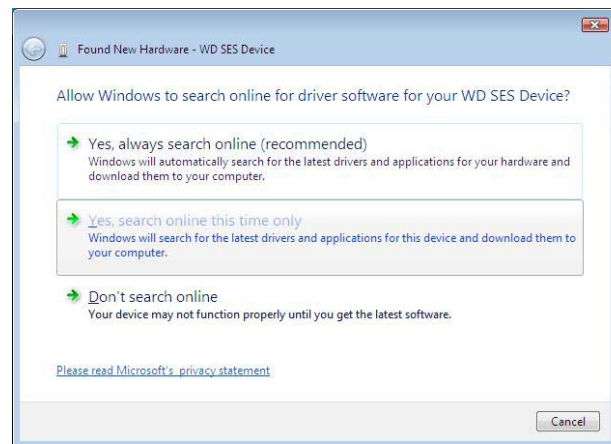 Found New Hardware - WD SES Device
Allow Windows to search online for driver software for your WD SES Device?
Yes, always search online (recommended)
Windows will automatically search for the latest drivers and applications for your hardware and
download them to your computer.
Yes, search online this time only
Windows will search for the latest drivers and applications for this device and download them to
your computer.
Don't search online
Your device may not function properly until you get the latest software.
Please read Microsoft's privacy statement
Cancel